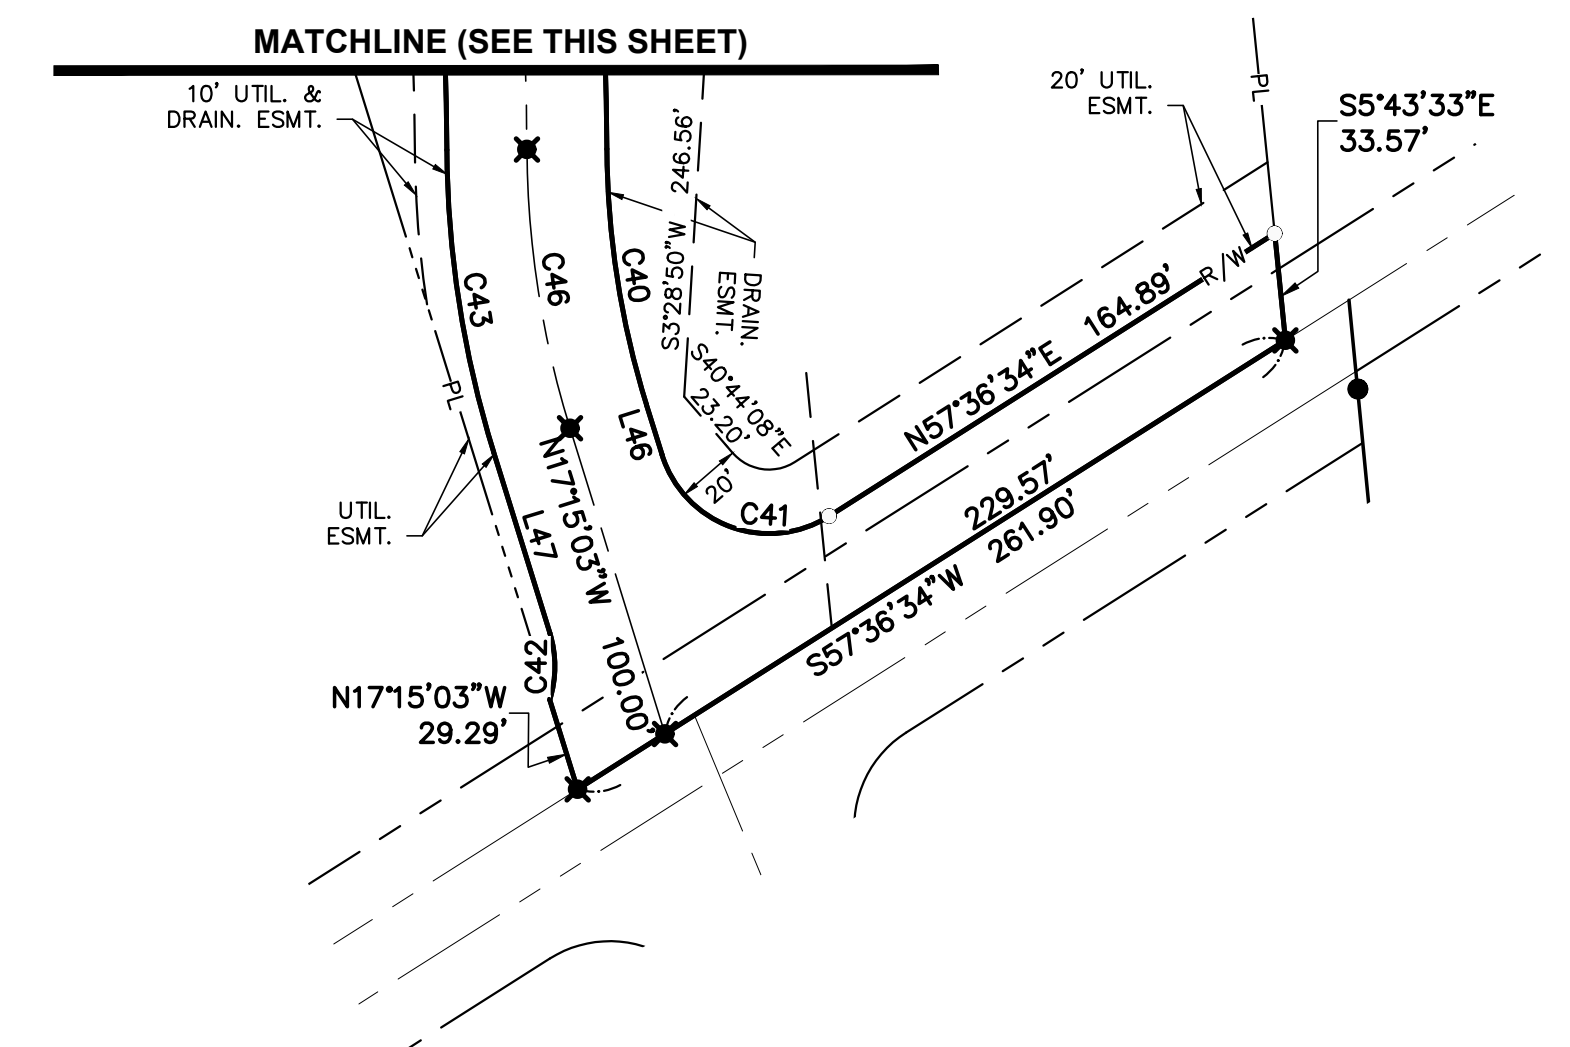 MATCHLINE (SEE THIS SHEET)
10' UTIL. &
DRAIN. ESMT.
20' UTIL.
ESMT.
PL
S5°43'33"E
33.57'
S3°28'50"W 246.56'
DRAIN.
ESMT.
C43
C46
C40
S40°44'08"E
23.20'
R/W
N57°36'34"E 164.89'
PL
L46
20'
C41
UTIL.
ESMT.
L47
N17°15'03"W 100.00'
229.57'
S57°36'34"W 261.90'
C42
N17°15'03"W
29.29'